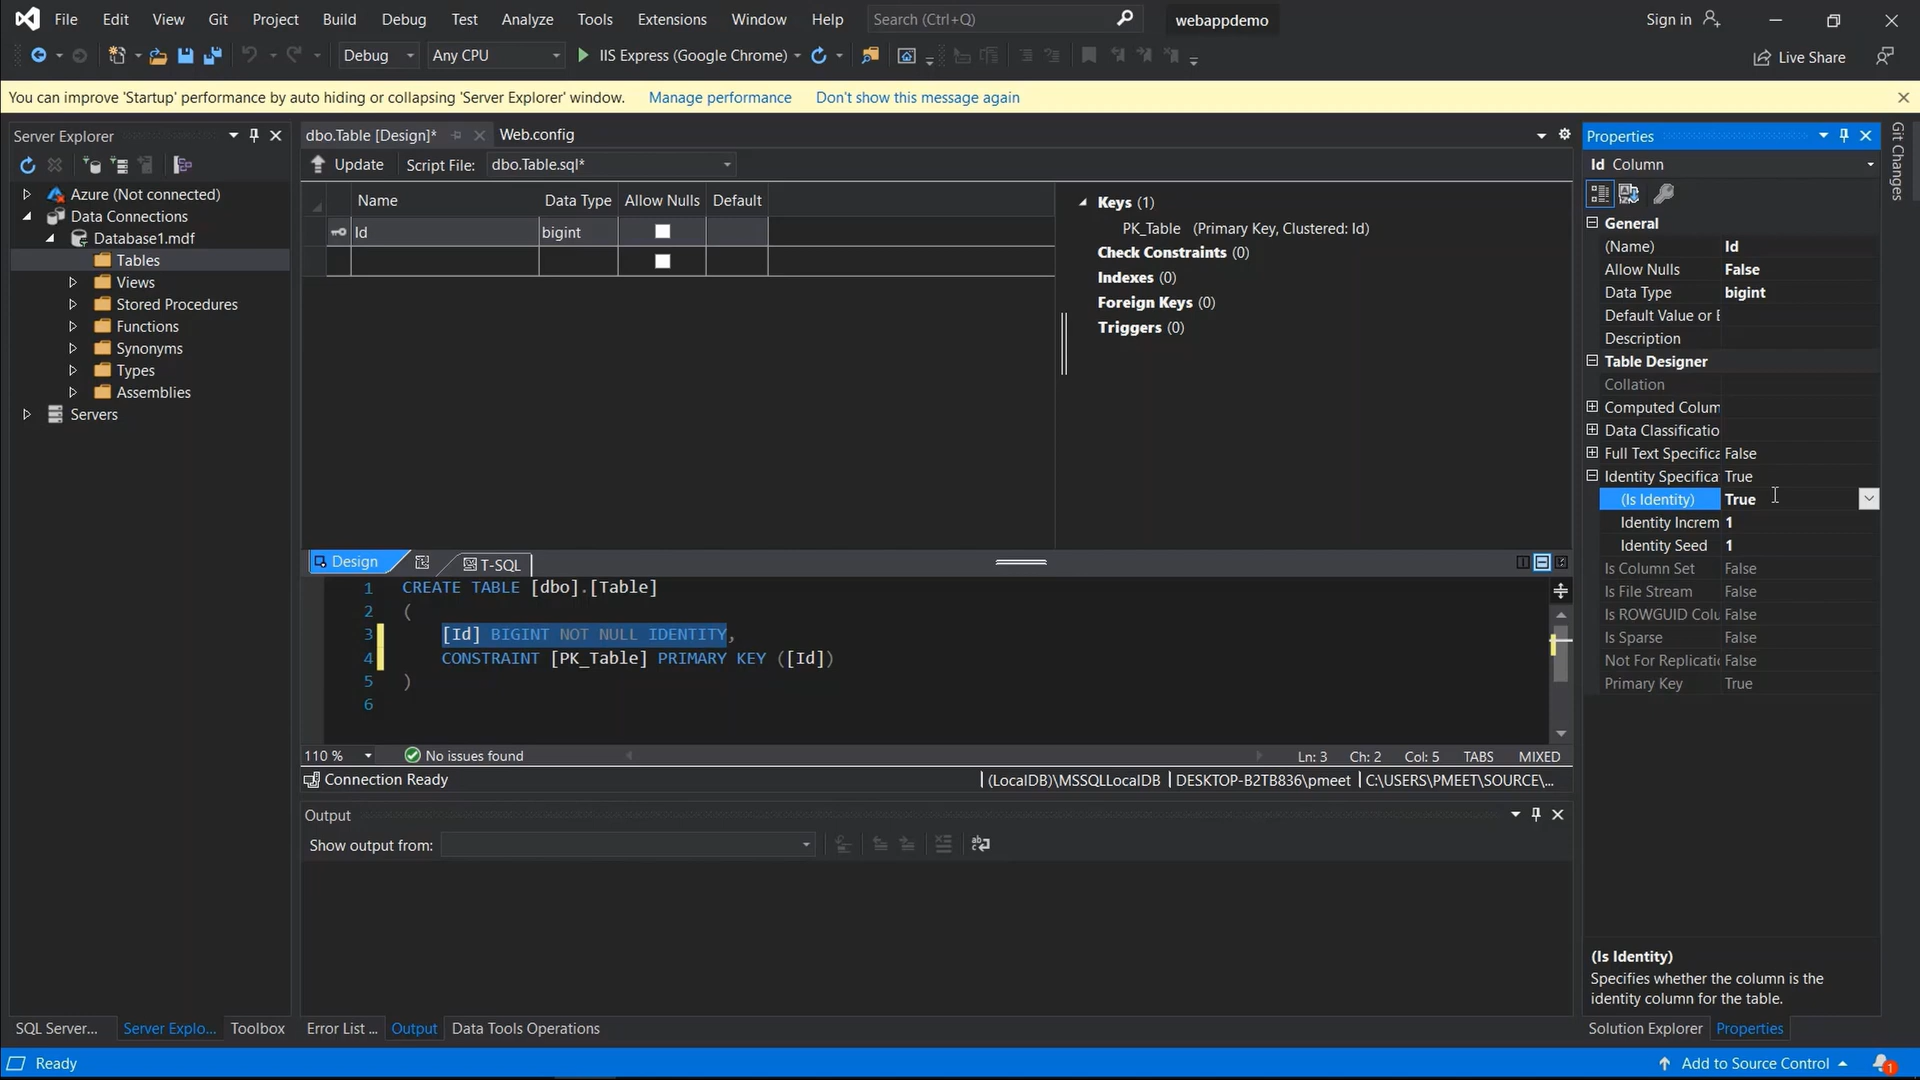 File Edit View Git Project Build Debug Test Analyze Tools Extensions Window Help Search (Ctrl+Q) webappdemo Sign in
Debug Any CPU IIS Express (Google Chrome) Live Share
You can improve 'Startup' performance by auto hiding or collapsing 'Server Explorer' window. Manage performance Don't show this message again
Server Explorer
Azure (Not connected)
Data Connections
Database1.mdf
Tables
Views
Stored Procedures
Functions
Synonyms
Types
Assemblies
Servers
dbo.Table [Design]* Web.config
Update Script File: dbo.Table.sql*
Name Data Type Allow Nulls Default
Id bigint
Keys (1)
PK_Table (Primary Key, Clustered: Id)
Check Constraints (0)
Indexes (0)
Foreign Keys (0)
Triggers (0)
Design T-SQL
1 CREATE TABLE [dbo].[Table]
2 (
3 [Id] BIGINT NOT NULL IDENTITY,
4 CONSTRAINT [PK_Table] PRIMARY KEY ([Id])
5 )
6
110 % No issues found Ln: 3 Ch: 2 Col: 5 TABS MIXED
Connection Ready (LocalDB)\MSSQLLocalDB DESKTOP-B2TB836\pmeet C:\USERS\PMEET\SOURCE\...
Output
Show output from:
Properties
Id Column
General
(Name) Id
Allow Nulls False
Data Type bigint
Default Value or E
Description
Table Designer
Collation
Computed Colum
Data Classificatio
Full Text Specifica False
Identity Specifica True
(Is Identity) True
Identity Increm 1
Identity Seed 1
Is Column Set False
Is File Stream False
Is ROWGUID Colu False
Is Sparse False
Not For Replicatio False
Primary Key True
(Is Identity)
Specifies whether the column is the
identity column for the table.
Git Changes
SQL Server... Server Explo... Toolbox Error List ... Output Data Tools Operations Solution Explorer Properties
Ready Add to Source Control 1